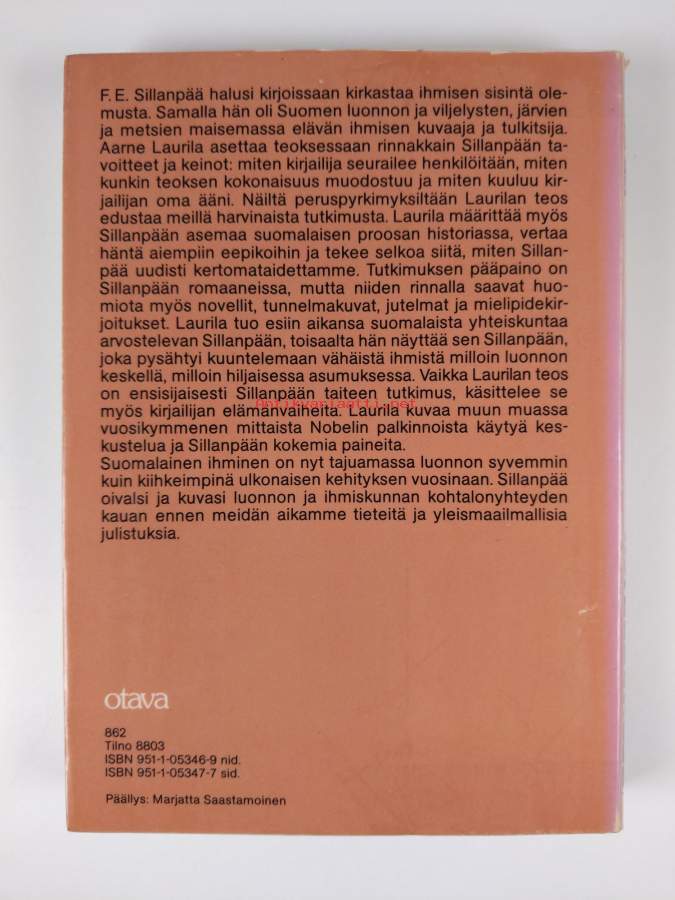 F. E. Sillanpää halusi kirjoissaan kirkastaa ihmisen sisintä ole-
musta. Samalla hän oli Suomen luonnon ja viljelysten, järvien
ja metsien maisemassa elävän ihmisen kuvaaja ja tulkitsija.
Aarne Laurila asettaa teoksessaan rinnakkain Sillanpään ta-
voitteet ja keinot: miten kirjailija seurailee henkilöitään, miten
kunkin teoksen kokonaisuus muodostuu ja miten kuuluu kir-
jailijan oma ääni. Näiltä peruspyrkimyksiltään Laurilan teos
edustaa meillä harvinaista tutkimusta. Laurila määrittää myös
Sillanpään asemaa suomalaisen proosan historiassa, vertaa
häntä aiempiin eepikoihin ja tekee selkoa siitä, miten Sillan-
pää uudisti kertomataidettamme. Tutkimuksen pääpaino on
Sillanpään romaaneissa, mutta niiden rinnalla saavat huo-
miota myös novellit, tunnelmakuvat, jutelmat ja mielipidekir-
joitukset. Laurila tuo esiin aikansa suomalaista yhteiskuntaa
arvostelevan Sillanpään, toisaalta hän näyttää sen Sillanpään,
joka pysähtyi kuuntelemaan vähäistä ihmistä milloin luonnon
keskellä, milloin hiljaisessa asumuksessa. Vaikka Laurilan teos
on ensisijaisesti Sillanpään taiteen tutkimus, käsittelee se
Antikvariaatti.net
myös kirjailijan elämänvaiheita. Laurila kuvaa muun muassa
vuosikymmenen mittaista Nobelin palkinnoista käytyä kes-
kustelua ja Sillanpään kokemia paineita.
Suomalainen ihminen on nyt tajuamassa luonnon syvemmin
kuin kiihkeimpinä ulkonaisen kehityksen vuosinaan. Sillanpää
oivalsi ja kuvasi luonnon ja ihmiskunnan kohtalonyhteyden
kauan ennen meidän aikamme tieteitä ja yleismaailmallisia
julistuksia.
otava
862
Tilno 8803
ISBN 951-1-05346-9 nid.
ISBN 951-1-05347-7 sid.
Päällys: Marjatta Saastamoinen